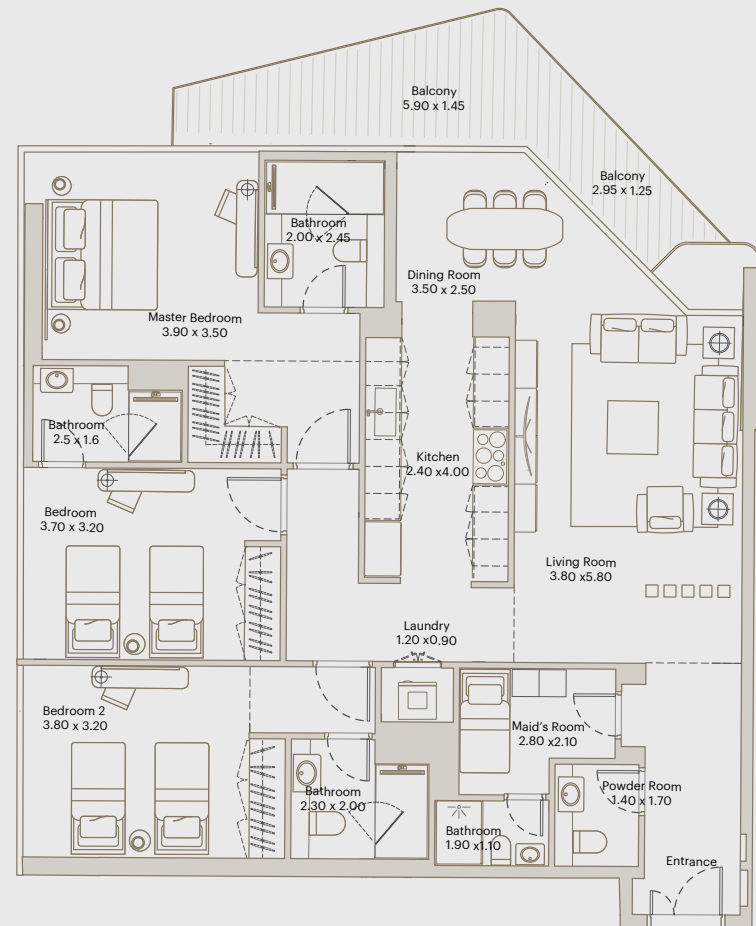 Balcony
5.90 x 1.45
Balcony
2.95 x 1.25
Bathroom
2.00 x 2.45
Dining Room
3.50 x 2.50
Master Bedroom
3.90 x 3.50
Bathroom
2.5 x 1.6
Kitchen
2.40 x4.00
Bedroom
3.70 x 3.20
Living Room
3.80 x5.80
Laundry
1.20 x0.90
Bedroom 2
3.80 x 3.20
Maid's Room
2.80 x2.10
Bathroom
2.30 x 2.00
Powder Room
1.40 x 1.70
Bathroom
1.90 x1.10
Entrance